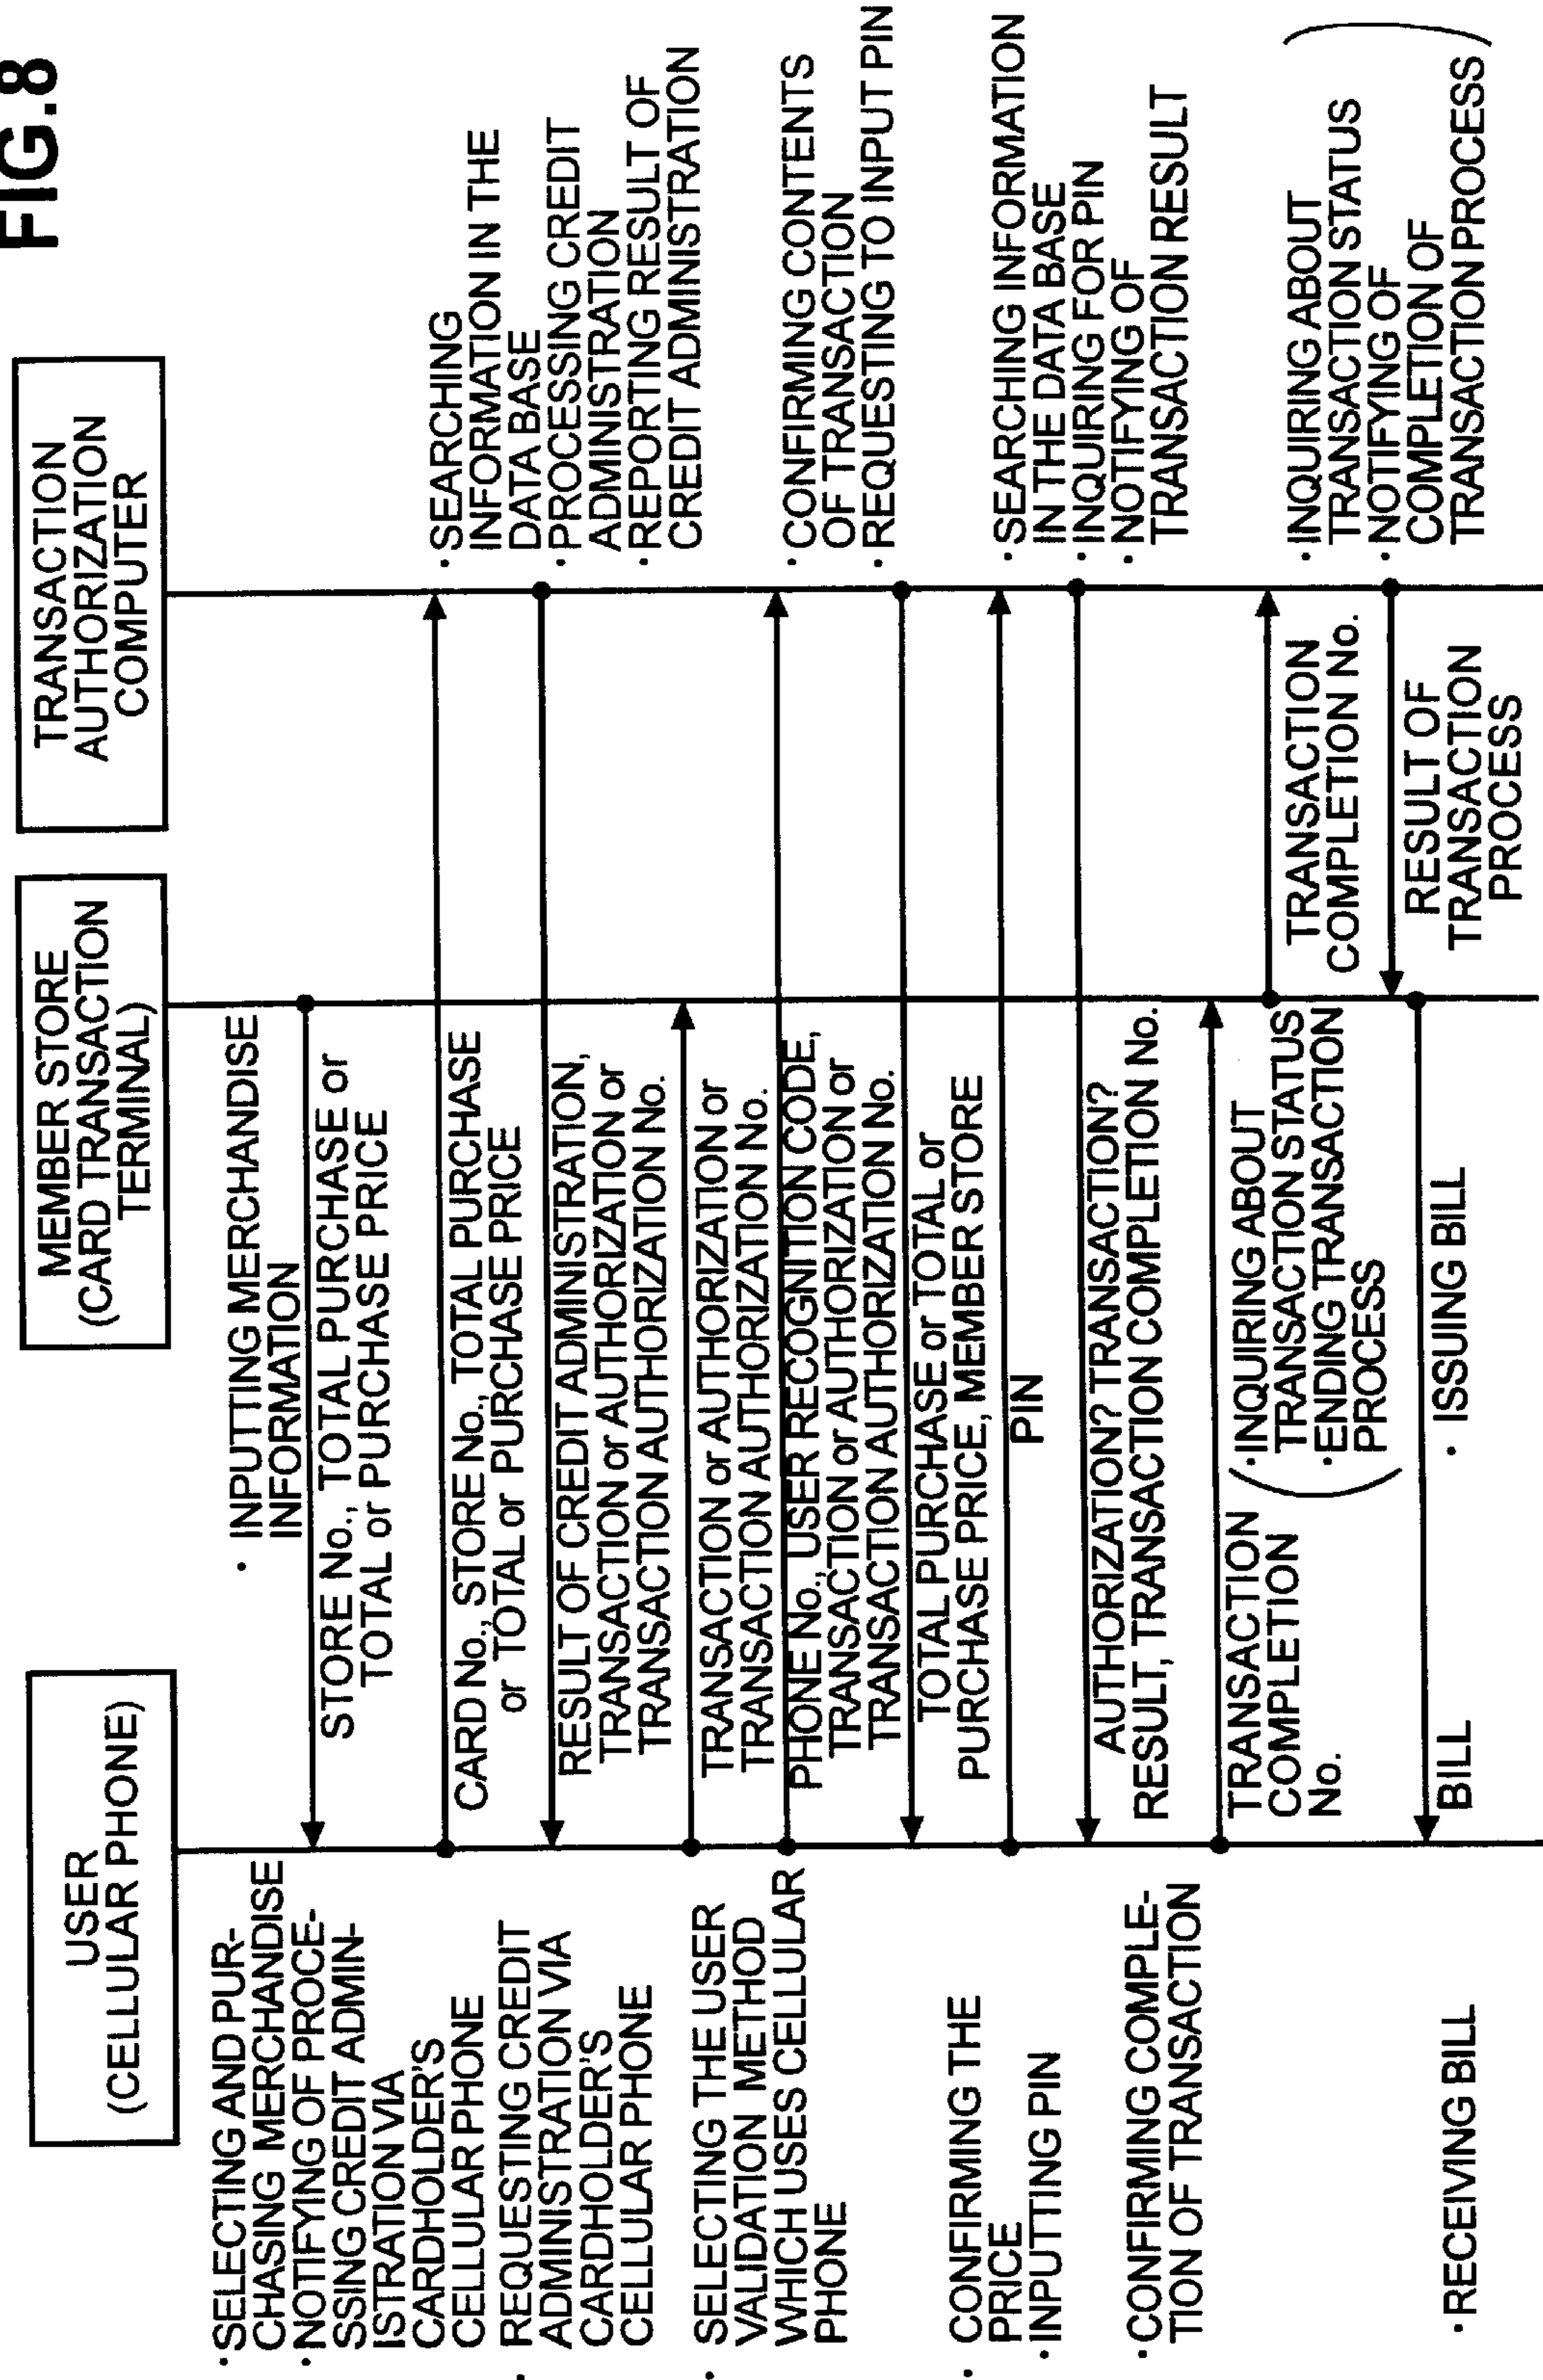 FIG.8
USER
(CELLULAR PHONE)
MEMBER STORE
(CARD TRANSACTION
TERMINAL)
TRANSACTION
AUTHORIZATION
COMPUTER
· SELECTING AND PUR-
CHASING MERCHANDISE
· NOTIFYING OF PROCE-
SSING CREDIT ADMIN-
ISTRATION VIA
CARDHOLDER'S
CELLULAR PHONE
· REQUESTING CREDIT
ADMINISTRATION VIA
CARDHOLDER'S
CELLULAR PHONE
· SELECTING THE USER
VALIDATION METHOD
WHICH USES CELLULAR
PHONE
· CONFIRMING THE
PRICE
· INPUTTING PIN
· CONFIRMING COMPLE-
TION OF TRANSACTION
· RECEIVING BILL
· INPUTTING MERCHANDISE
INFORMATION
STORE No., TOTAL PURCHASE or
TOTAL or PURCHASE PRICE
CARD No., STORE No., TOTAL PURCHASE
or TOTAL or PURCHASE PRICE
RESULT OF CREDIT ADMINISTRATION,
TRANSACTION or AUTHORIZATION or
TRANSACTION AUTHORIZATION No.
TRANSACTION or AUTHORIZATION or
TRANSACTION AUTHORIZATION No.
PHONE No., USER RECOGNITION CODE,
TRANSACTION or AUTHORIZATION or
TRANSACTION AUTHORIZATION No.
TOTAL PURCHASE or TOTAL or
PURCHASE PRICE, MEMBER STORE
PIN
AUTHORIZATION? TRANSACTION?
RESULT, TRANSACTION COMPLETION No.
TRANSACTION
COMPLETION
No.
( · INQUIRING ABOUT
TRANSACTION STATUS
· ENDING TRANSACTION
PROCESS
BILL
· ISSUING BILL
TRANSACTION
COMPLETION No.
RESULT OF
TRANSACTION
PROCESS
· SEARCHING
INFORMATION IN THE
DATA BASE
· PROCESSING CREDIT
ADMINISTRATION
· REPORTING RESULT OF
CREDIT ADMINISTRATION
· CONFIRMING CONTENTS
OF TRANSACTION
· REQUESTING TO INPUT PIN
· SEARCHING INFORMATION
IN THE DATA BASE
· INQUIRING FOR PIN
· NOTIFYING OF
TRANSACTION RESULT
· INQUIRING ABOUT
TRANSACTION STATUS
· NOTIFYING OF
COMPLETION OF
TRANSACTION PROCESS )